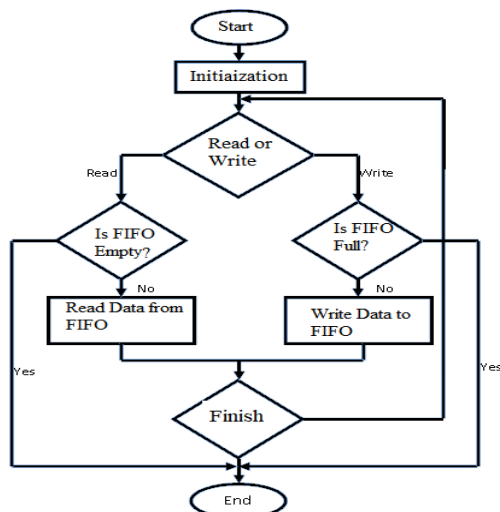 Start
Initiaization
Read or
Write
Read
Write
Is FIFO
Empty?
Is FIFO
Full?
No
No
Read Data from
FIFO
Write Data to
FIFO
Yes
Yes
Finish
End